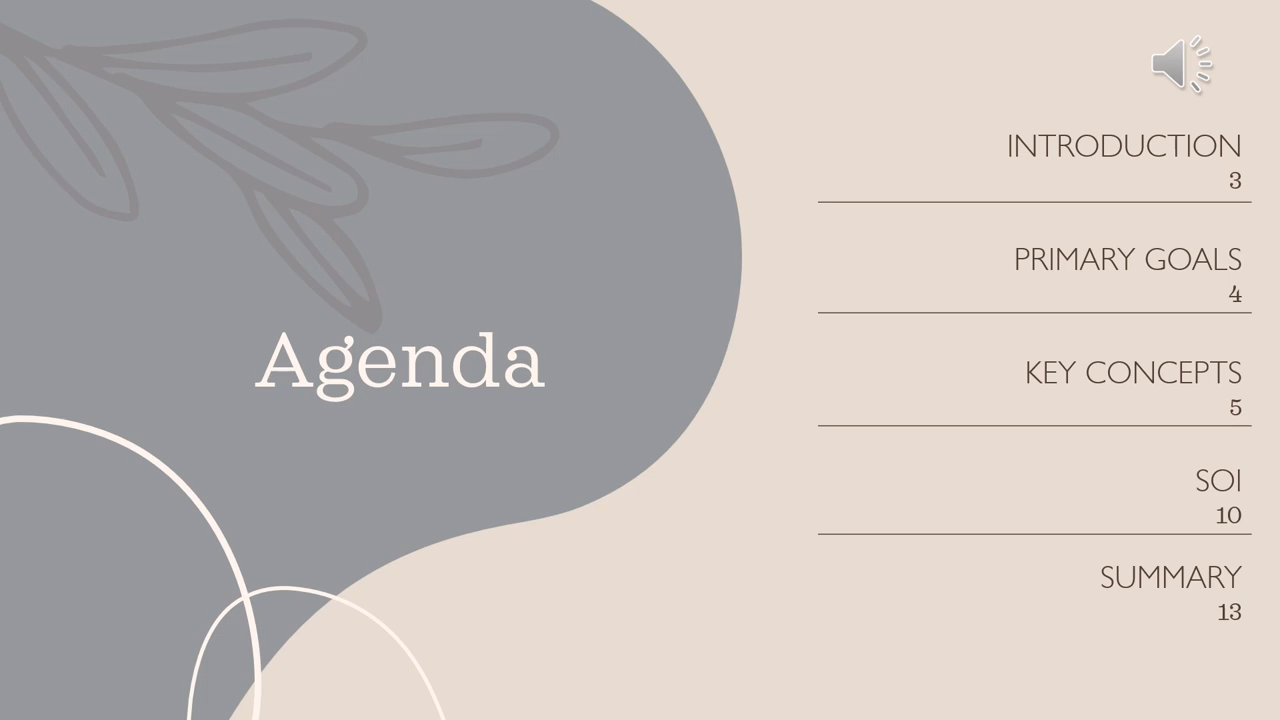 Agenda
INTRODUCTION
3
PRIMARY GOALS
4
KEY CONCEPTS
5
SOI
10
SUMMARY
13